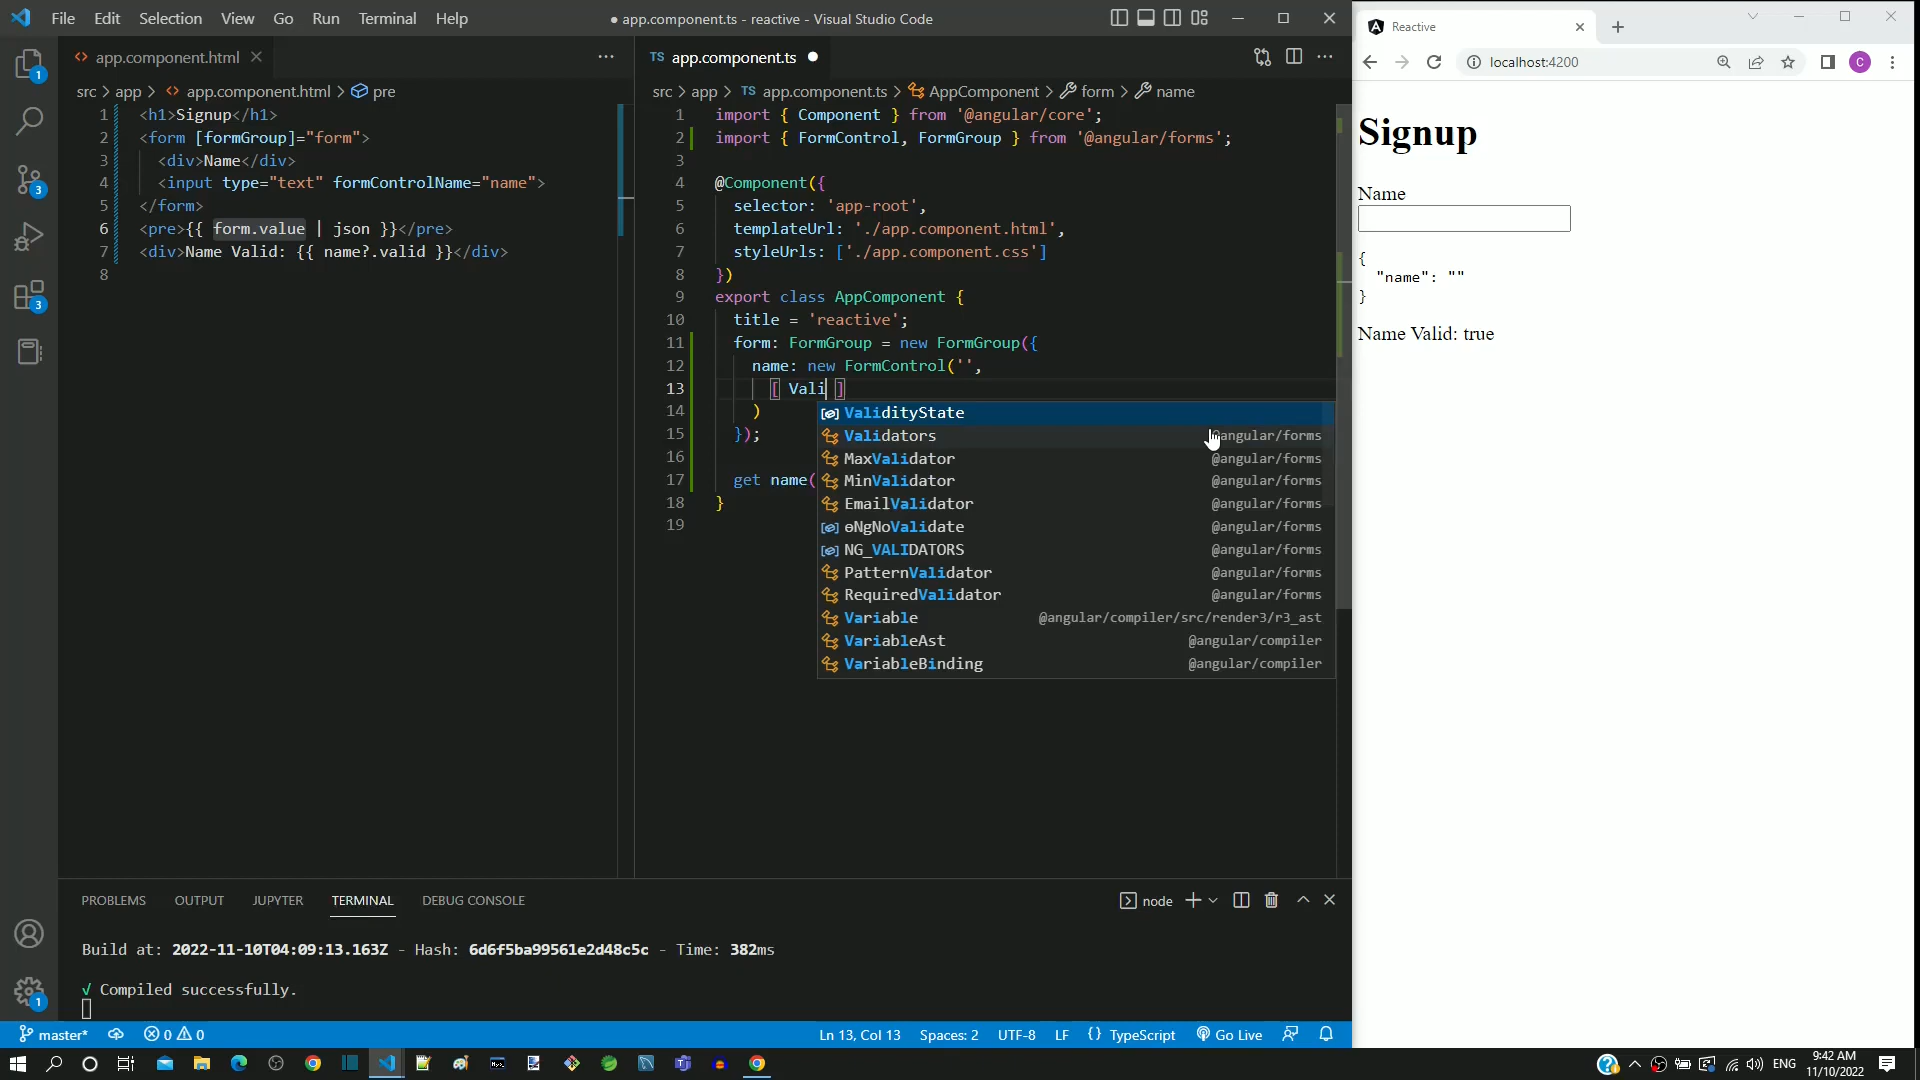 File Edit Selection View Go Run Terminal Help
● app.component.ts - reactive - Visual Studio Code
<> app.component.html
src > app > <> app.component.html > pre
1 <h1>Signup</h1>
2 <form [formGroup]="form">
3 <div>Name</div>
4 <input type="text" formControlName="name">
5 </form>
6 <pre>{{ form.value | json }}</pre>
7 <div>Name Valid: {{ name?.valid }}</div>
8
TS app.component.ts ●
src > app > TS app.component.ts > AppComponent > form > name
1 import { Component } from '@angular/core';
2 import { FormControl, FormGroup } from '@angular/forms';
3
4 @Component({
5 selector: 'app-root',
6 templateUrl: './app.component.html',
7 styleUrls: ['./app.component.css']
8 })
9 export class AppComponent {
10 title = 'reactive';
11 form: FormGroup = new FormGroup({
12 name: new FormControl('',
13 [ Vali ]
14 )
15 });
16
17 get name(
18 }
19
ValidityState
Validators @angular/forms
MaxValidator @angular/forms
MinValidator @angular/forms
EmailValidator @angular/forms
ɵNgNoValidate @angular/forms
NG_VALIDATORS @angular/forms
PatternValidator @angular/forms
RequiredValidator @angular/forms
Variable @angular/compiler/src/render3/r3_ast
VariableAst @angular/compiler
VariableBinding @angular/compiler
PROBLEMS OUTPUT JUPYTER TERMINAL DEBUG CONSOLE
node
Build at: 2022-11-10T04:09:13.163Z - Hash: 6d6f5ba99561e2d48c5c - Time: 382ms
√ Compiled successfully.
1
3
3
1
master* 0 0
Ln 13, Col 13 Spaces: 2 UTF-8 LF {} TypeScript Go Live
Reactive
localhost:4200
C
Signup
Name
{
"name": ""
}
Name Valid: true
ENG
9:42 AM
11/10/2022